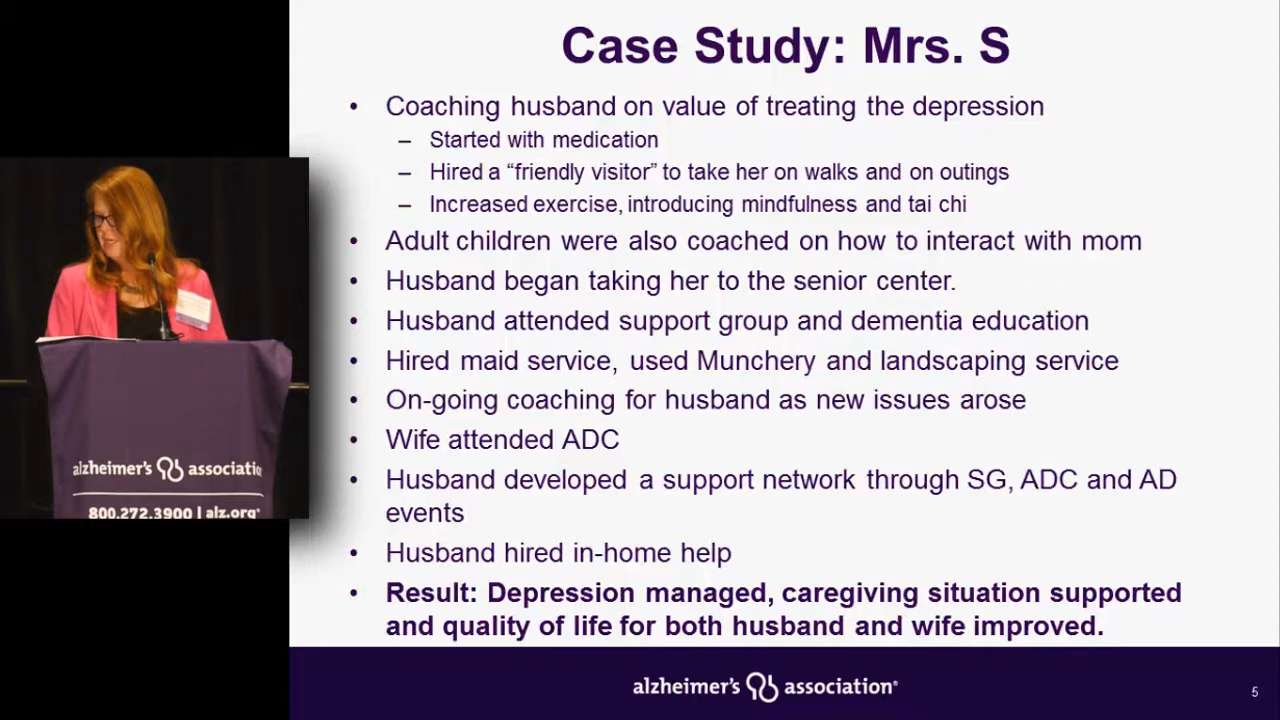 Case Study: Mrs. S
• Coaching husband on value of treating the depression
– Started with medication
– Hired a “friendly visitor” to take her on walks and on outings
– Increased exercise, introducing mindfulness and tai chi
• Adult children were also coached on how to interact with mom
• Husband began taking her to the senior center.
• Husband attended support group and dementia education
• Hired maid service, used Munchery and landscaping service
• On-going coaching for husband as new issues arose
• Wife attended ADC
• Husband developed a support network through SG, ADC and AD
events
• Husband hired in-home help
• Result: Depression managed, caregiving situation supported
and quality of life for both husband and wife improved.
alzheimer's association®
5
alzheimer's associatio
800.272.3900 | alz.org®